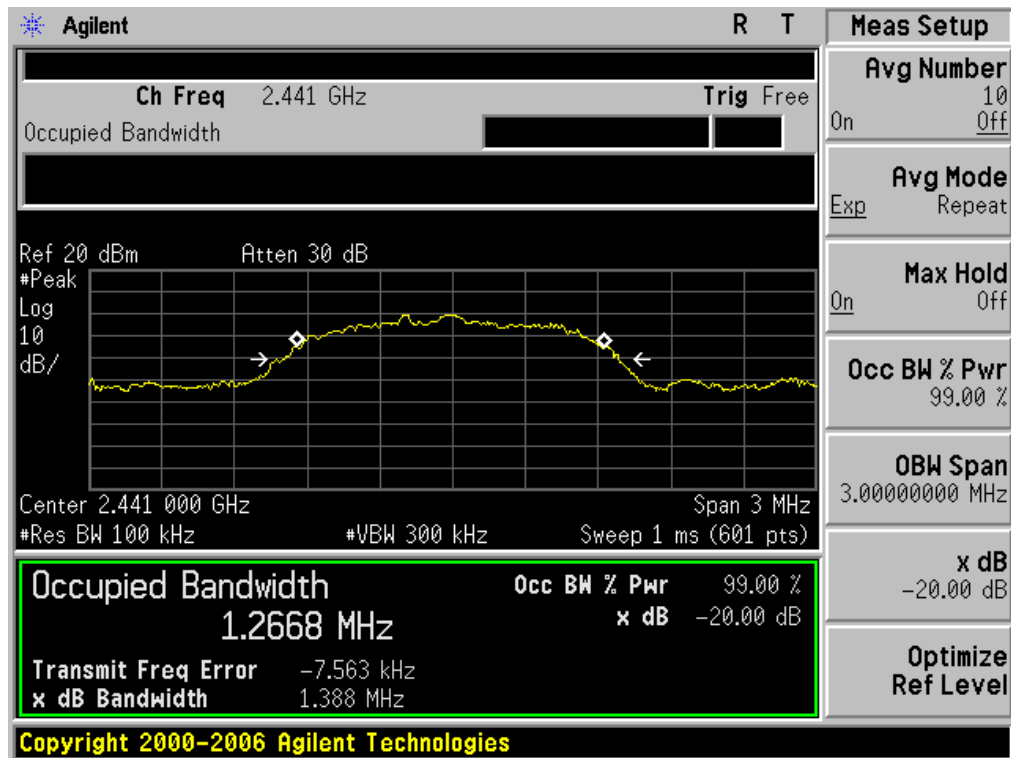 Agilent R T
Ch Freq 2.441 GHz Trig Free
Occupied Bandwidth
Ref 20 dBm Atten 30 dB
#Peak
Log
10
dB/
Center 2.441 000 GHz Span 3 MHz
#Res BW 100 kHz #VBW 300 kHz Sweep 1 ms (601 pts)
Occupied Bandwidth Occ BW % Pwr 99.00 %
1.2668 MHz x dB -20.00 dB
Transmit Freq Error -7.563 kHz
x dB Bandwidth 1.388 MHz
Copyright 2000-2006 Agilent Technologies
Meas Setup
Avg Number
10
On Off
Avg Mode
Exp Repeat
Max Hold
On Off
Occ BW % Pwr
99.00 %
OBW Span
3.00000000 MHz
x dB
-20.00 dB
Optimize
Ref Level